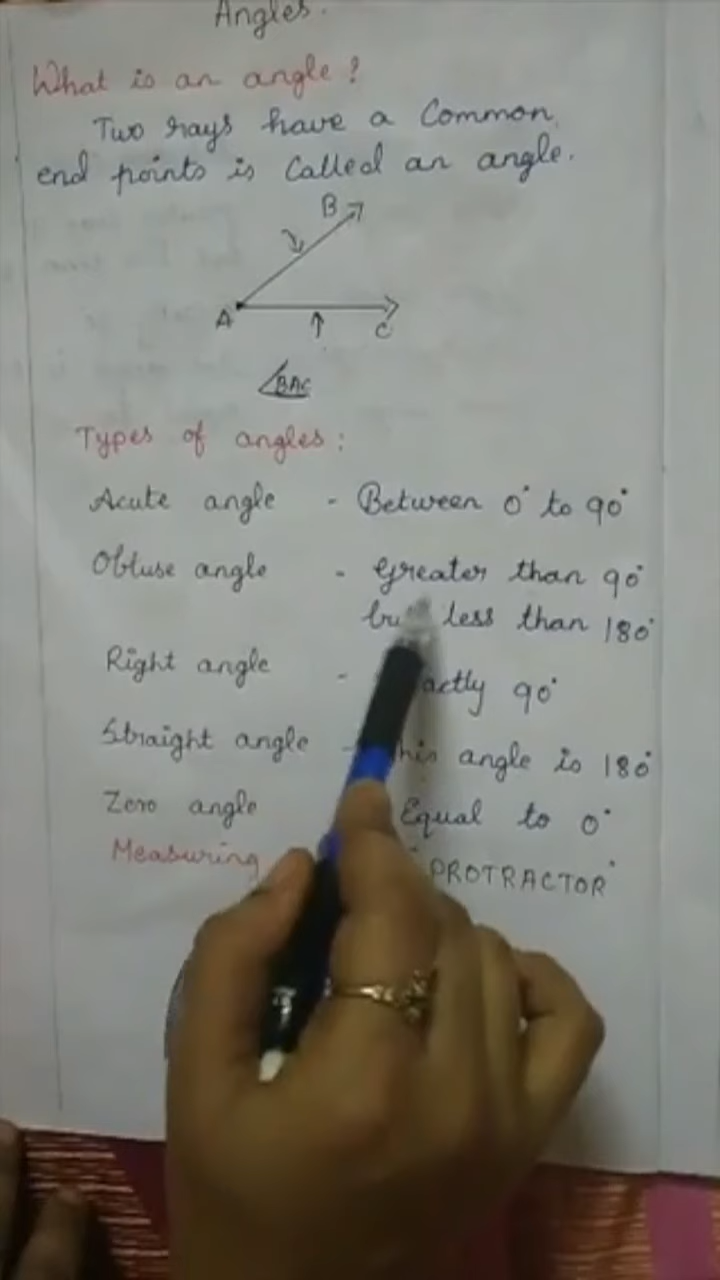 Angles.
What is an angle?
Two rays have a Common
end points is Called an angle.
B
A
C
∠BAC
Types of angles:
Acute angle - Between 0° to 90°
Obtuse angle - Greater than 90°
less than 180°
Right angle - 90°
Straight angle - angle is 180°
Zero angle Equal to 0°
Measuring "PROTRACTOR"